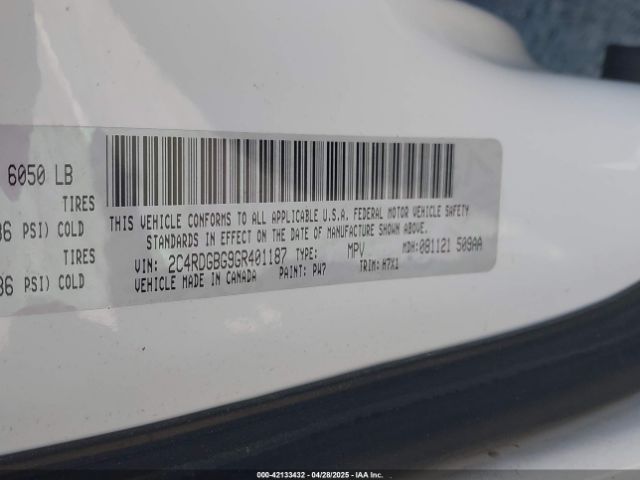 6050 LB
TIRES
36 PSI) COLD
TIRES
36 PSI) COLD
THIS VEHICLE CONFORMS TO ALL APPLICABLE U.S.A. FEDERAL MOTOR VEHICLE SAFETY
STANDARDS IN EFFECT ON THE DATE OF MANUFACTURE SHOWN ABOVE.
VIN: 2C4RDGBG9GR401187 TYPE: MPV MDH: 081121 509AA
VEHICLE MADE IN CANADA PAINT: PW7 TRIM: H7X1
000-42133432 04/28/2025 IAAI.COM